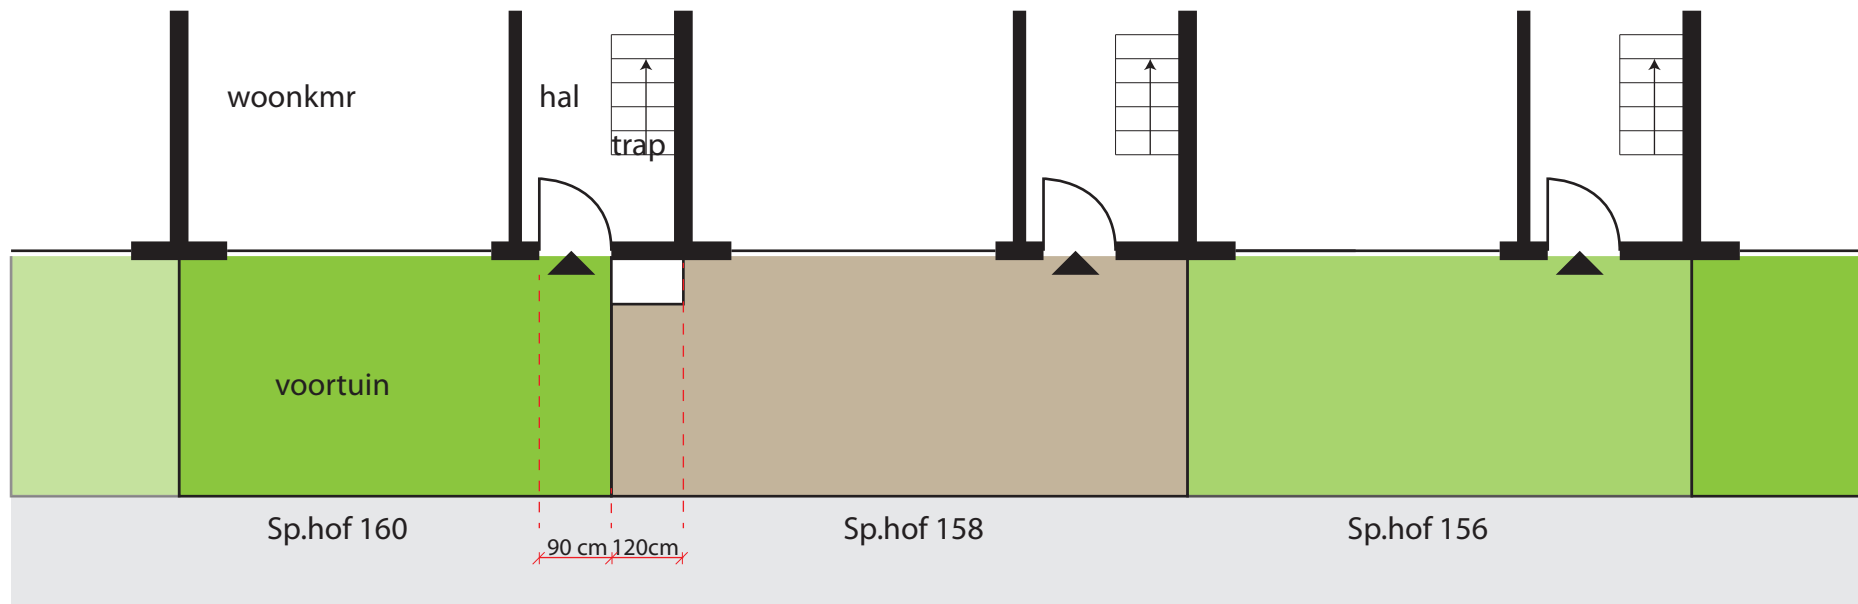 woonkmr
hal
trap
voortuin
Sp.hof 160
Sp.hof 158
Sp.hof 156
90 cm
120cm